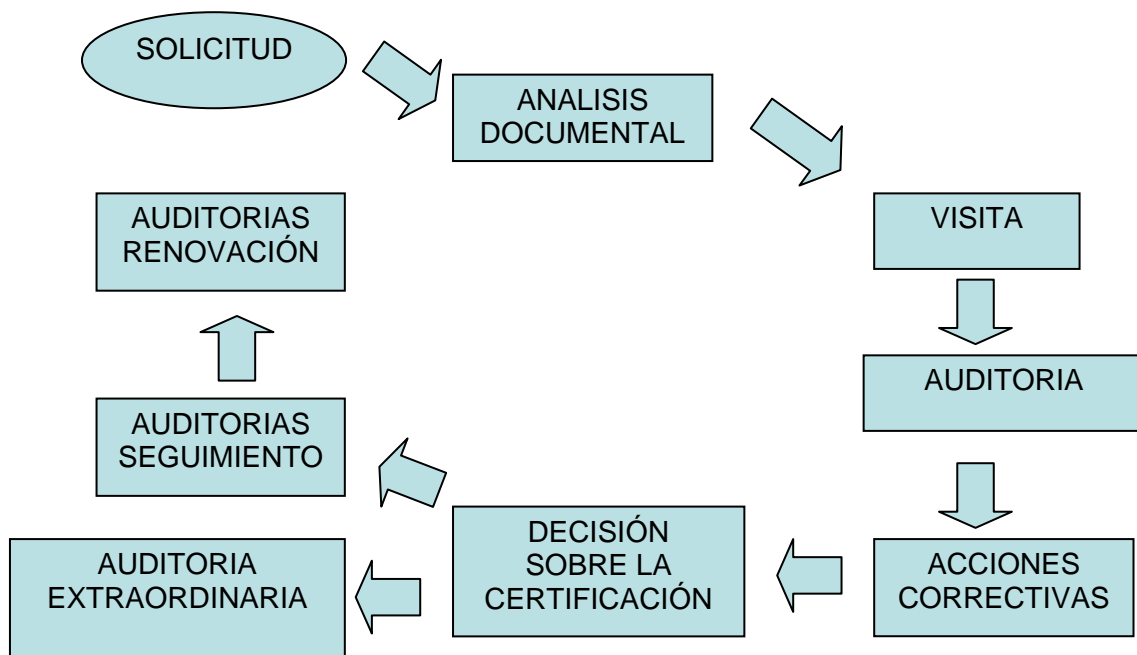 SOLICITUD
ANALISIS
DOCUMENTAL
VISITA
AUDITORIA
ACCIONES
CORRECTIVAS
DECISIÓN
SOBRE LA
CERTIFICACIÓN
AUDITORIA
EXTRAORDINARIA
AUDITORIAS
SEGUIMIENTO
AUDITORIAS
RENOVACIÓN